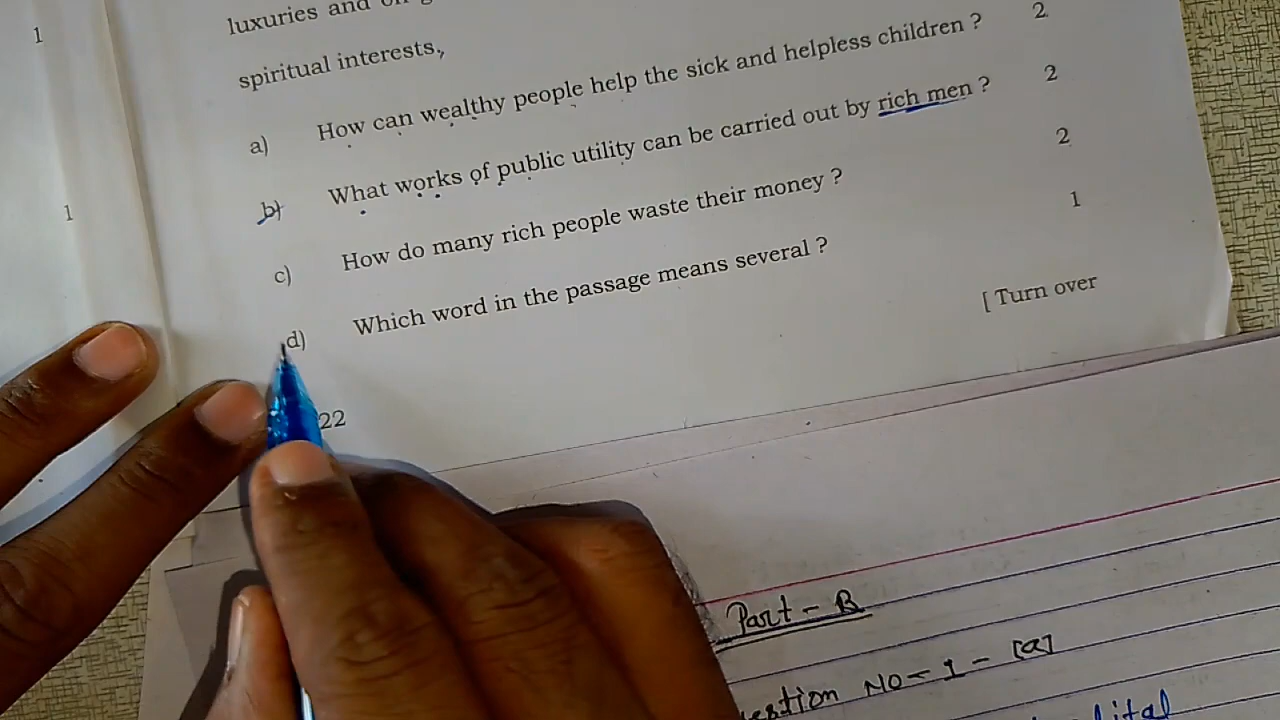 1
luxuries and
spiritual interests,
a) How can wealthy people help the sick and helpless children ? 2
b) What works of public utility can be carried out by rich men ? 2
1
c) How do many rich people waste their money ? 2
d) Which word in the passage means several ? 1
[ Turn over
22
Part - B
NO - 1 - [a]